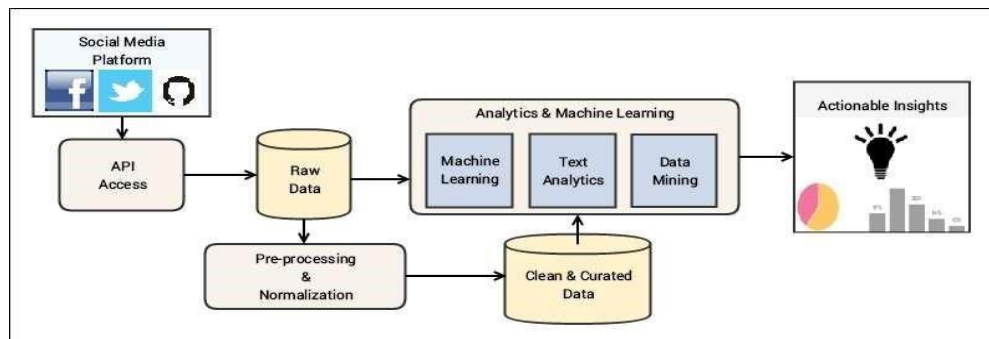 Social Media
Platform
API
Access
Raw
Data
Pre-processing
&
Normalization
Analytics & Machine Learning
Machine
Learning
Text
Analytics
Data
Mining
Clean & Curated
Data
Actionable Insights